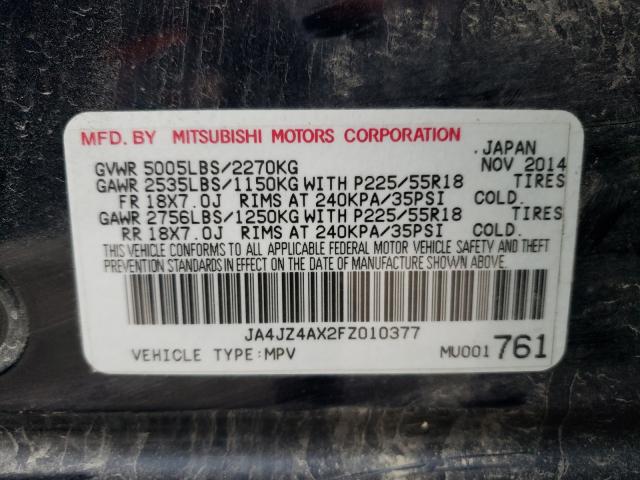 MFD. BY MITSUBISHI MOTORS CORPORATION
. JAPAN
GVWR 5005LBS/2270KG NOV 2014
GAWR 2535LBS/1150KG WITH P225/55R18 TIRES
FR 18X7.0J RIMS AT 240KPA/35PSI COLD.
GAWR 2756LBS/1250KG WITH P225/55R18 TIRES
RR 18X7.0J RIMS AT 240KPA/35PSI COLD.
THIS VEHICLE CONFORMS TO ALL APPLICABLE FEDERAL MOTOR VEHICLE SAFETY AND THEFT
PREVENTION STANDARDS IN EFFECT ON THE DATE OF MANUFACTURE SHOWN ABOVE.
JA4JZ4AX2FZ010377
VEHICLE TYPE:MPV MU001 761